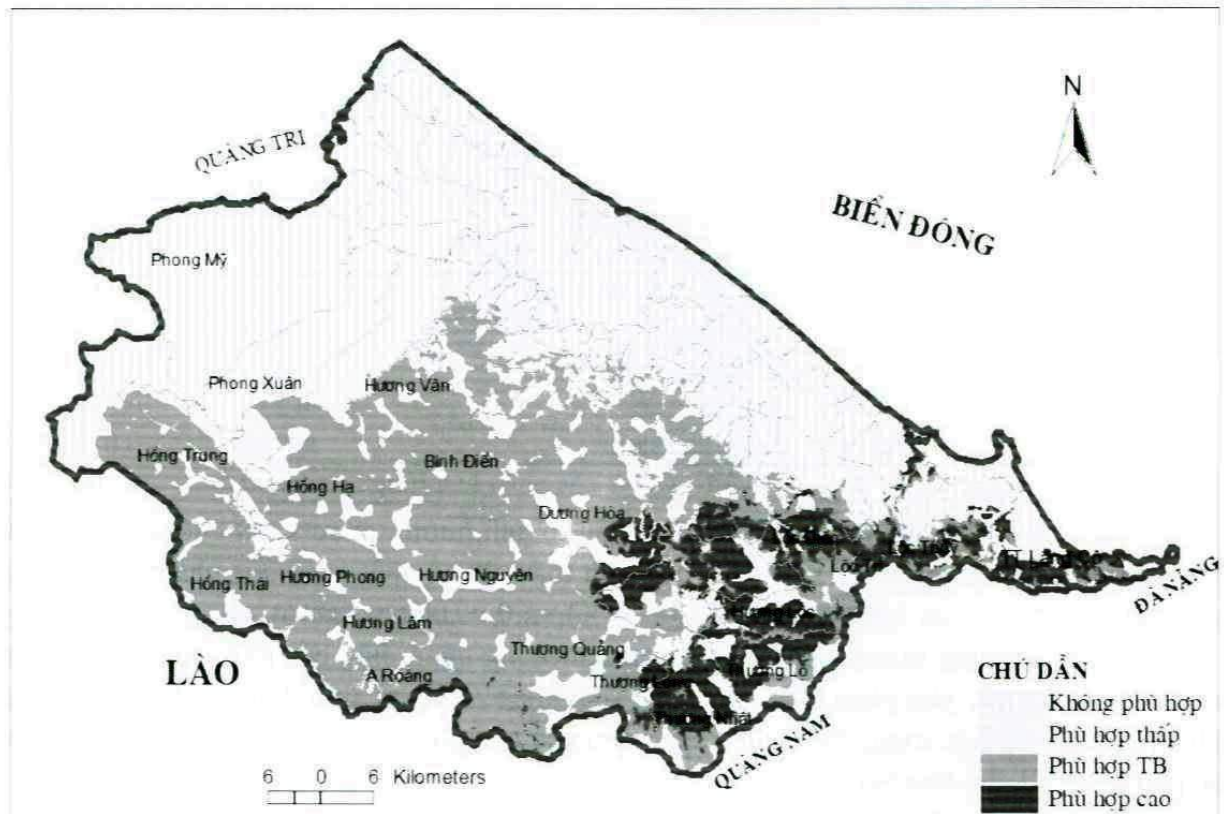 N
QUẢNG TRỊ
BIỂN ĐÔNG
Phong Mỹ
Phong Xuân
Hương Vân
Hồng Trung
Bình Điền
Hồng Hạ
Dương Hòa
Hồng Thái
Hương Phong
Hương Nguyên
ĐÀ NẴNG
Hương Lâm
Thượng Quảng
LÀO
A Roàng
Thượng Lộ
Thượng Nhật
QUẢNG NAM
CHÚ DẪN
Không phù hợp
Phù hợp thấp
Phù hợp TB
Phù hợp cao
6 0 6 Kilometers